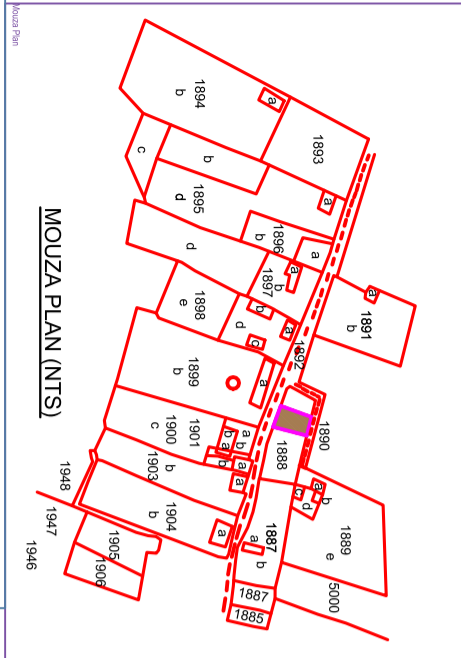 Mouza Plan
1894
b
a
1893
c
b
1895
d
a
1896
b
a
d
1897
b
a
1891
b
a
1892
1898
e
d
b
c
a
1899
b
a
1890
1888
1889
e
a
b
c
d
5000
1900
c
1901
a
b
b
a
a
1903
b
1904
b
a
1887
a
b
1887
1885
1905
1906
1948
1947
1946
MOUZA PLAN (NTS)